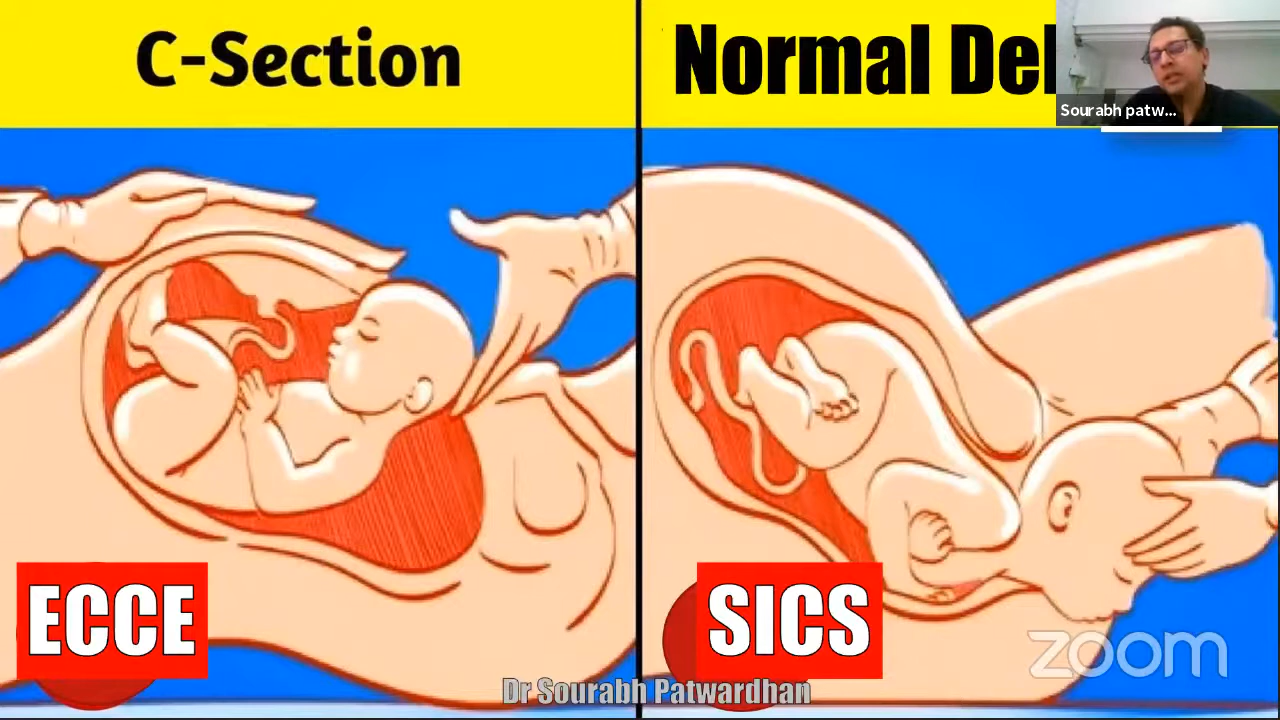 C-Section
Normal Del
Sourabh patw...
ECCE
SICS
zoom
Dr Sourabh Patwardhan